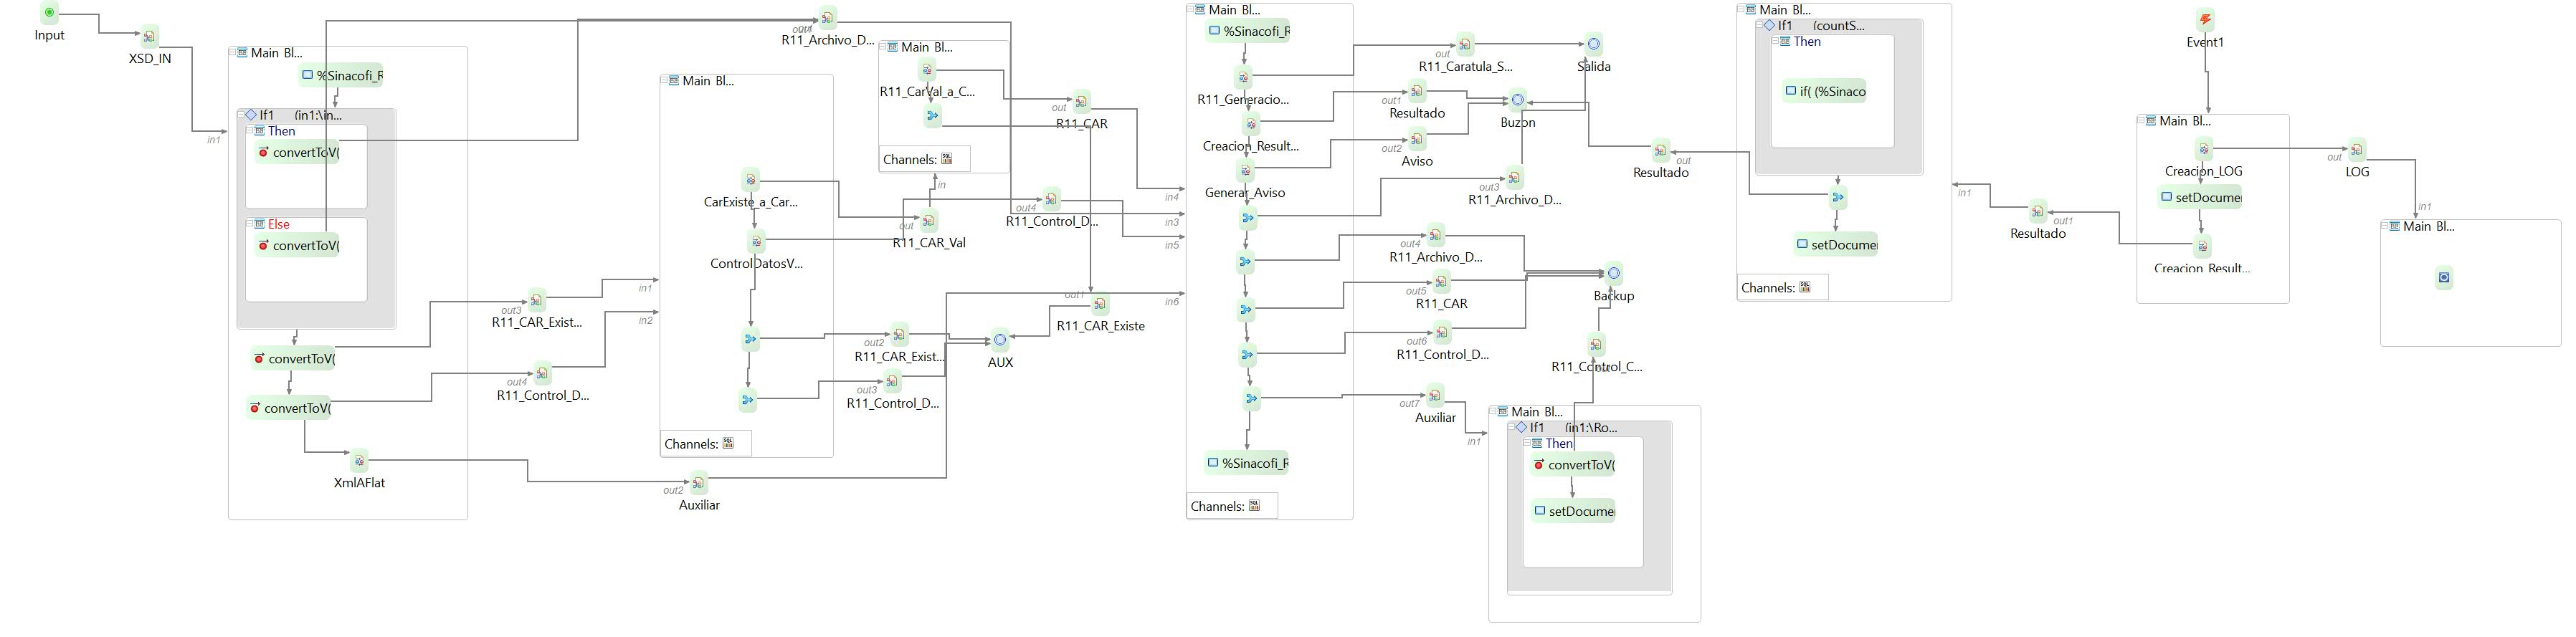 Input
XSD_IN
in1
Main Bl...
%Sinacofi_R
If1 (in1:\in...
Then
convertToV(
Else
convertToV(
convertToV(
convertToV(
XmlAFlat
out3
R11_CAR_Exist...
out4
R11_Control_D...
out2
Auxiliar
R11_Archivo_D...
in1
in2
Main Bl...
CarExiste_a_Car...
ControlDatosV...
Channels:
out
R11_CAR_Val
out2
R11_CAR_Exist...
out3
R11_Control_D...
in
Main Bl...
R11_CarVal_a_C...
Channels:
out
R11_CAR
out4
R11_Control_D...
out1
R11_CAR_Existe
AUX
in4
in3
in5
in6
Main Bl...
%Sinacofi_R
R11_Generacio...
Creacion_Result...
Generar_Aviso
%Sinacofi_R
Channels:
out
R11_Caratula_S...
Salida
out1
Resultado
Buzon
out2
Aviso
out3
R11_Archivo_D...
out4
R11_Archivo_D...
out5
R11_CAR
out6
R11_Control_D...
Backup
R11_Control_C...
out7
Auxiliar
in1
Main Bl...
If1 (in1:\Ro...
Then
convertToV(
setDocumen
out
Resultado
Main Bl...
If1 (countS...
Then
if( (%Sinaco
setDocumen
Channels:
in1
out1
Resultado
Event1
Main Bl...
Creacion_LOG
setDocumen
Creacion_Result...
out
LOG
in1
Main Bl...